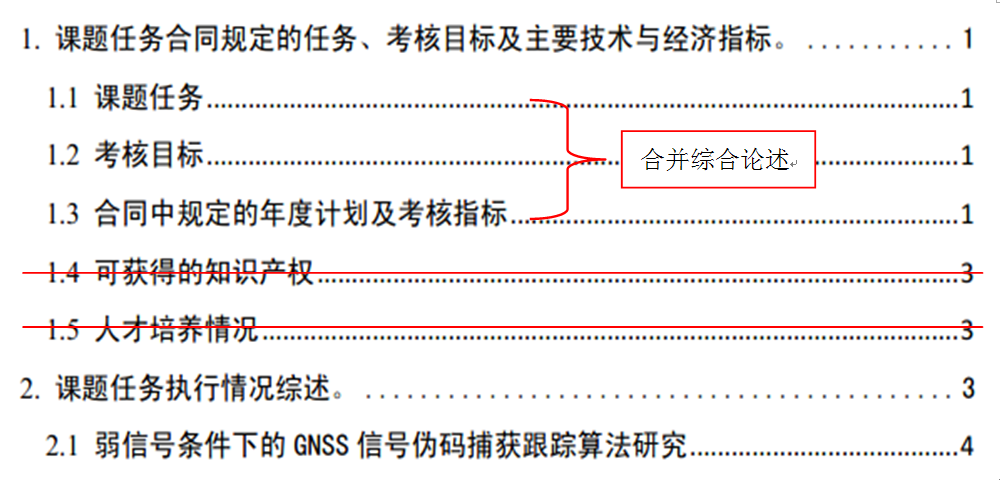 1. 课题任务合同规定的任务、考核目标及主要技术与经济指标。 ........... 1
1.1 课题任务........................................1
1.2 考核目标........................................1
合并综合论述
1.3 合同中规定的年度计划及考核指标........................................1
1.4 可获得的知识产权........................................3
1.5 人才培养情况........................................3
2. 课题任务执行情况综述。 ........................... 3
2.1 弱信号条件下的 GNSS 信号伪码捕获跟踪算法研究........................................4